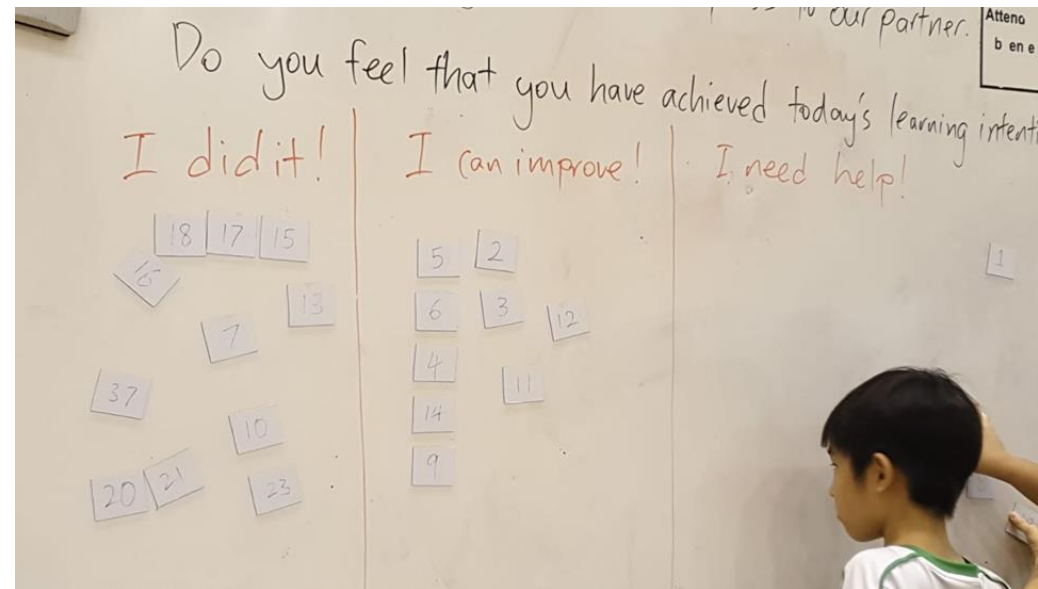 our partner.
Attend
b en e
Do you feel that you have achieved today's learning intenti
I did it!
I can improve!
I need help!
18 17 15
16
13
7
37
10
20 21
23
5 2
6 3
12
4
11
14
9
1